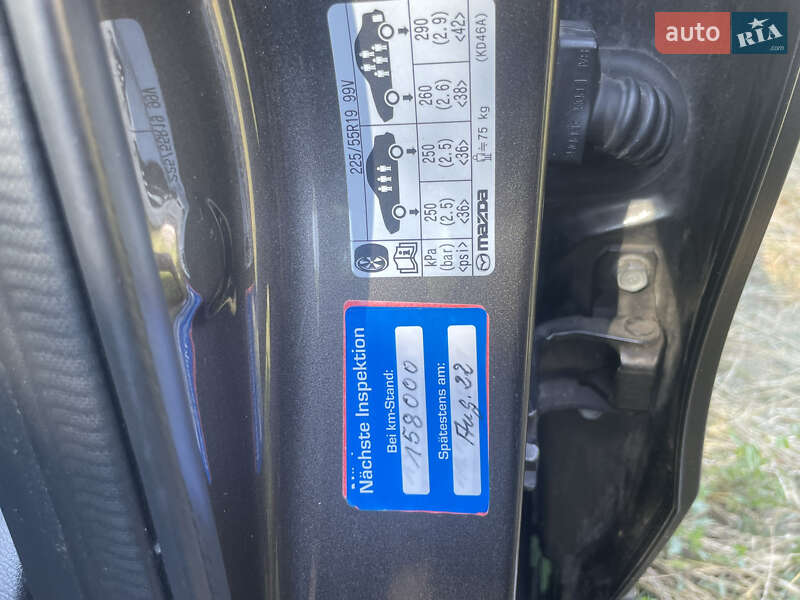 auto RIA.com
225/55R19 99V
kPa 250 250 260 290
(bar) (2.5) (2.5) (2.6) (2.9)
<psi> <36> <36> <38> <42>
mazda ≒75 kg (KD46A)
Nächste Inspektion
Bei km-Stand:
158000
Spätestens am:
Aug. 22